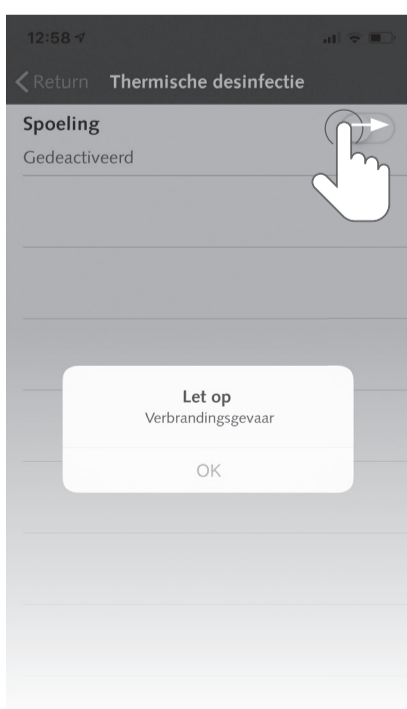 12:58
Return Thermische desinfectie
Spoeling
Gedeactiveerd
Let op
Verbrandingsgevaar
OK